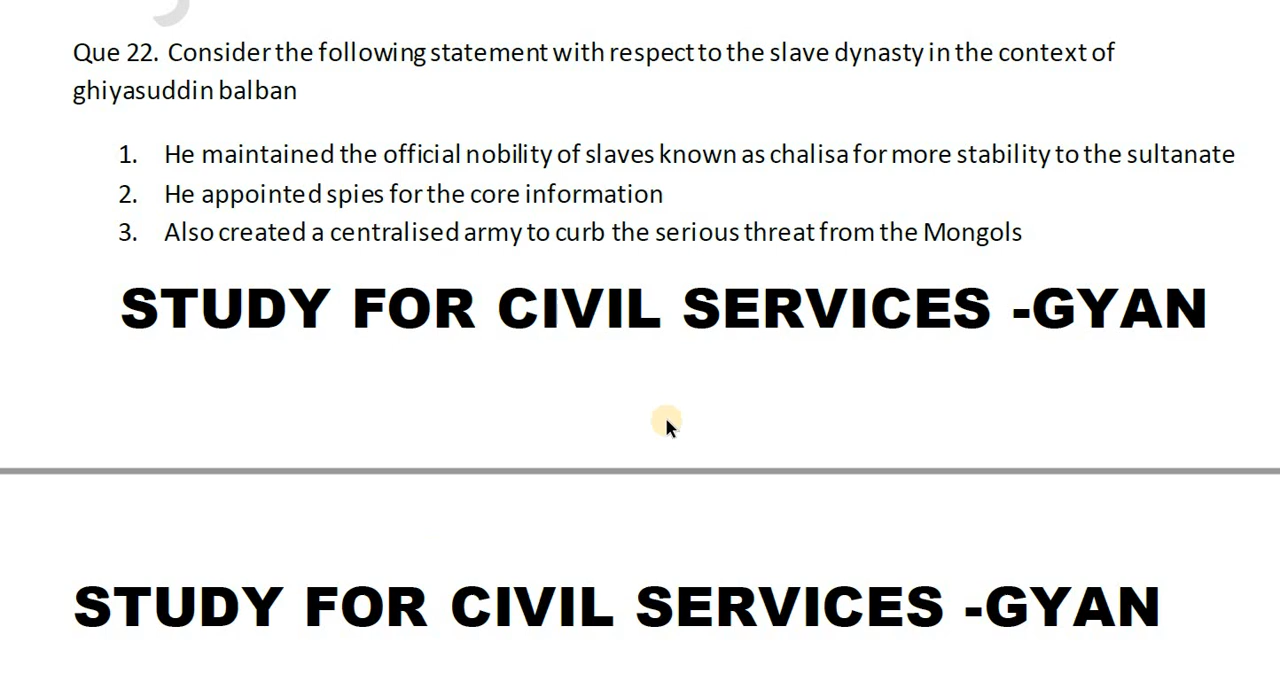 Que 22. Consider the following statement with respect to the slave dynasty in the context of
ghiyasuddin balban
1. He maintained the official nobility of slaves known as chalisa for more stability to the sultanate
2. He appointed spies for the core information
3. Also created a centralised army to curb the serious threat from the Mongols
STUDY FOR CIVIL SERVICES -GYAN
STUDY FOR CIVIL SERVICES -GYAN